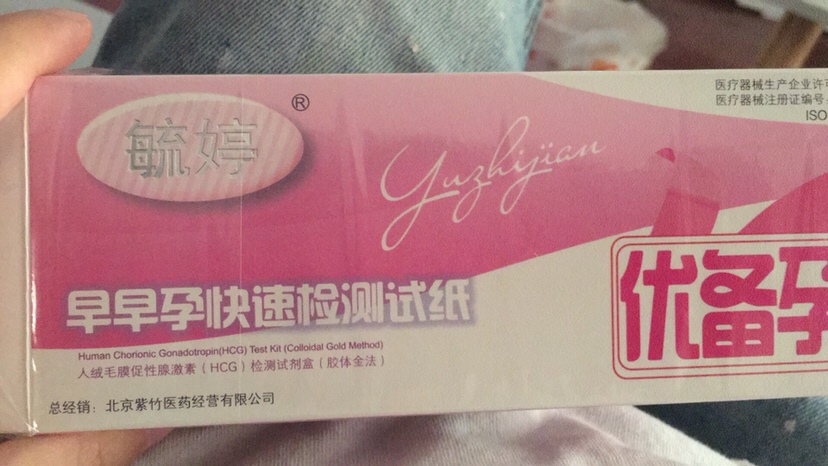 毓婷
®
Yuzhijian
医疗器械生产企业许可
医疗器械注册证编号
ISO
早早孕快速检测试纸
优备孕
Human Chorionic Gonadotropin(HCG) Test Kit (Colloidal Gold Method)
人绒毛膜促性腺激素（HCG）检测试剂盒（胶体金法）
总经销：北京紫竹医药经营有限公司